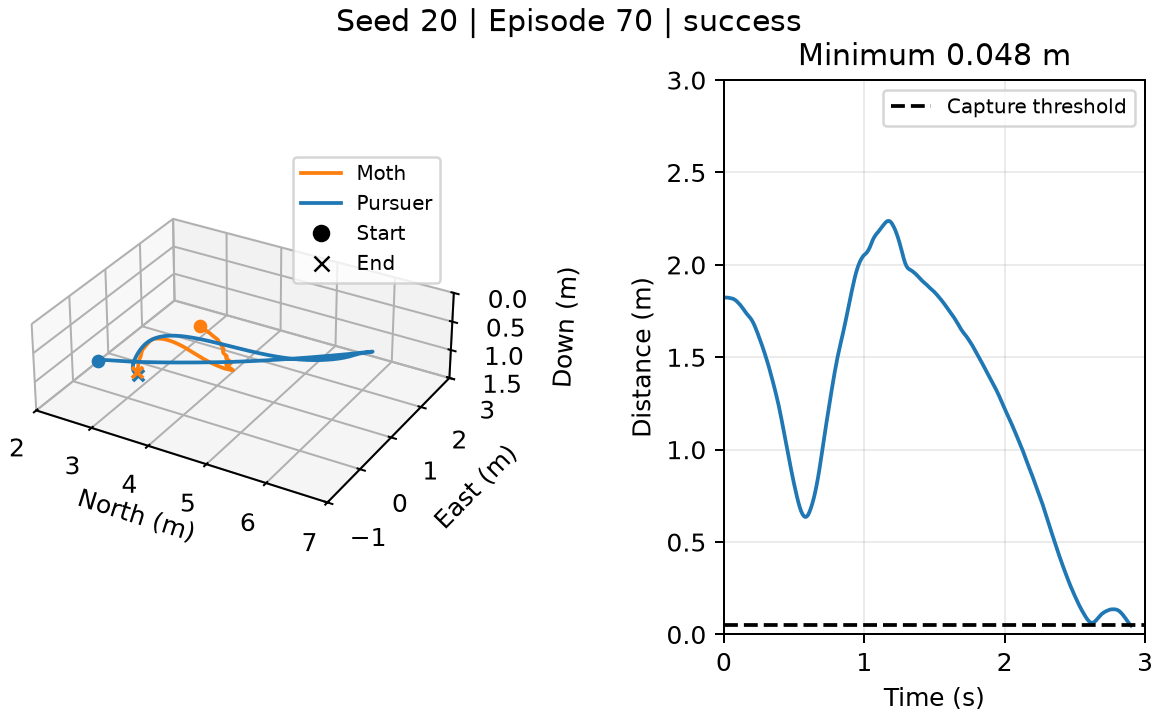 Seed 20 | Episode 70 | success
Moth
Pursuer
Start
End
0.0
0.5
1.0
1.5
Down (m)
3
2
1
0
−1
East (m)
2
3
4
5
6
7
North (m)
Minimum 0.048 m
Capture threshold
3.0
2.5
2.0
1.5
1.0
0.5
0.0
Distance (m)
0
1
2
3
Time (s)